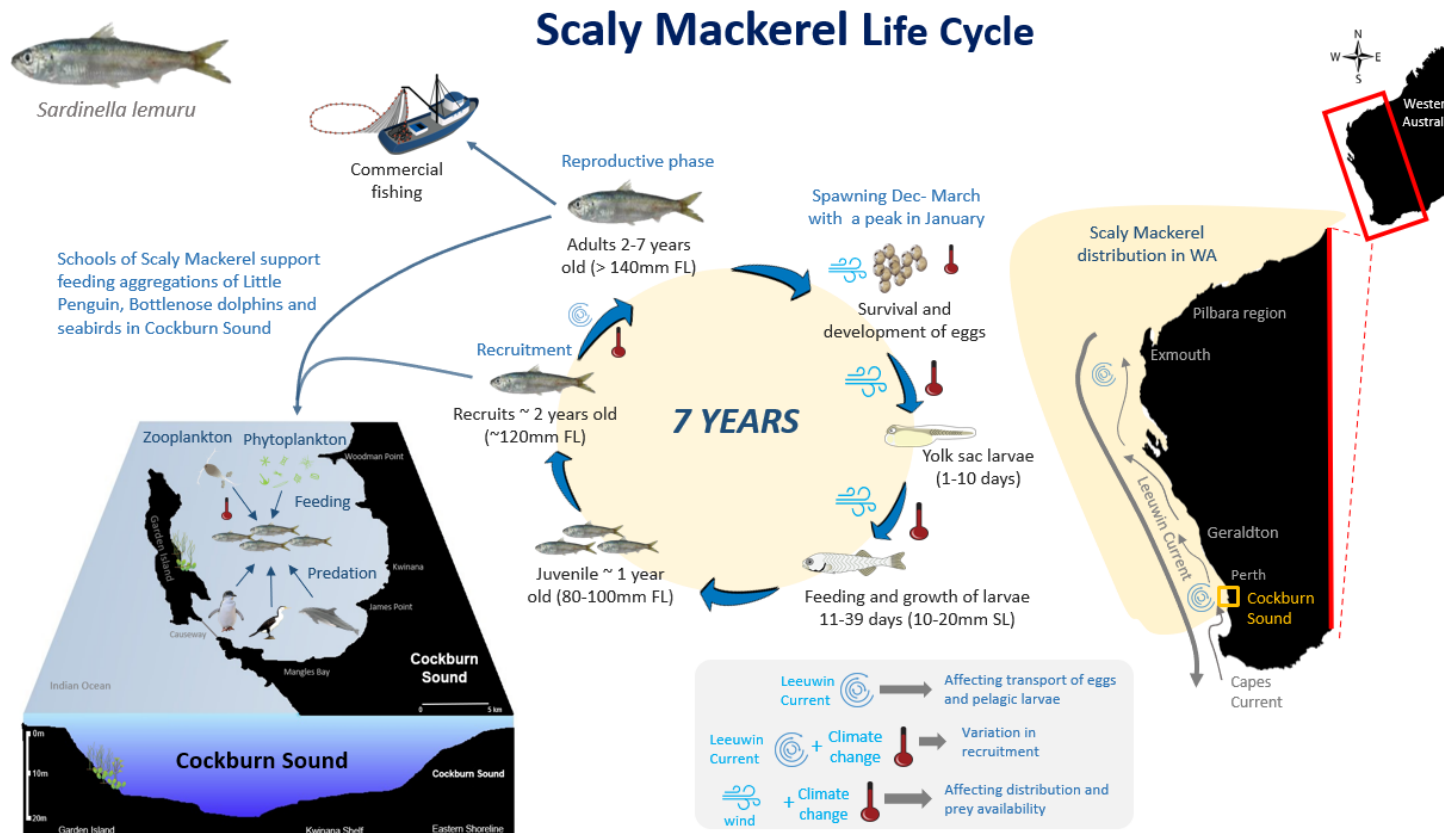 Scaly Mackerel Life Cycle
Sardinella lemuru
Commercial
fishing
Reproductive phase
Adults 2-7 years
old (> 140mm FL)
Spawning Dec- March
with a peak in January
Survival and
development of eggs
Yolk sac larvae
(1-10 days)
Feeding and growth of larvae
11-39 days (10-20mm SL)
Juvenile ~ 1 year
old (80-100mm FL)
Recruitment
Recruits ~ 2 years old
(~120mm FL)
7 YEARS
Schools of Scaly Mackerel support
feeding aggregations of Little
Penguin, Bottlenose dolphins and
seabirds in Cockburn Sound
Zooplankton
Phytoplankton
Woodman Point
Feeding
Garden Island
Predation
Kwinana
James Point
Causeway
Mangles Bay
Indian Ocean
Cockburn
Sound
5 km
0m
10m
20m
Cockburn Sound
Cockburn Sound
Garden Island
Kwinana Shelf
Eastern Shoreline
N
W
E
S
Scaly Mackerel
distribution in WA
Pilbara region
Exmouth
Leeuwin Current
Geraldton
Perth
Cockburn
Sound
Capes
Current
Leeuwin
Current
Affecting transport of eggs
and pelagic larvae
Leeuwin
Current
+ Climate
change
Variation in
recruitment
wind
+ Climate
change
Affecting distribution and
prey availability